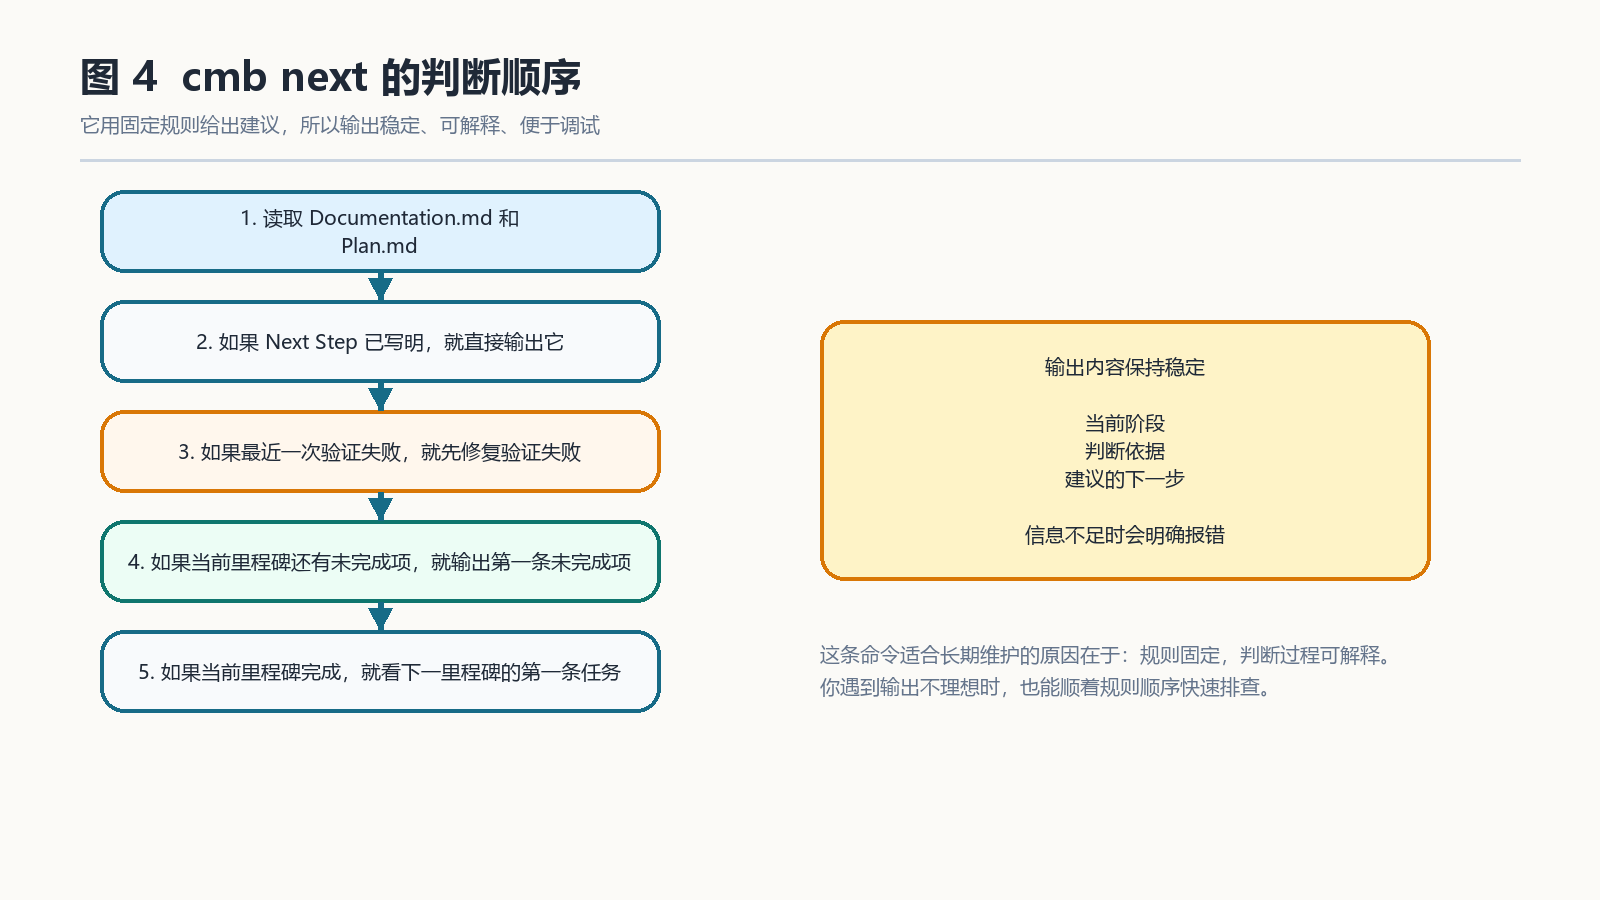 图 4 cmb next 的判断顺序
它用固定规则给出建议，所以输出稳定、可解释、便于调试
1. 读取 Documentation.md 和
Plan.md
2. 如果 Next Step 已写明，就直接输出它
3. 如果最近一次验证失败，就先修复验证失败
4. 如果当前里程碑还有未完成项，就输出第一条未完成项
5. 如果当前里程碑完成，就看下一里程碑的第一条任务
输出内容保持稳定
当前阶段
判断依据
建议的下一步
信息不足时会明确报错
这条命令适合长期维护的原因在于：规则固定，判断过程可解释。
你遇到输出不理想时，也能顺着规则顺序快速排查。